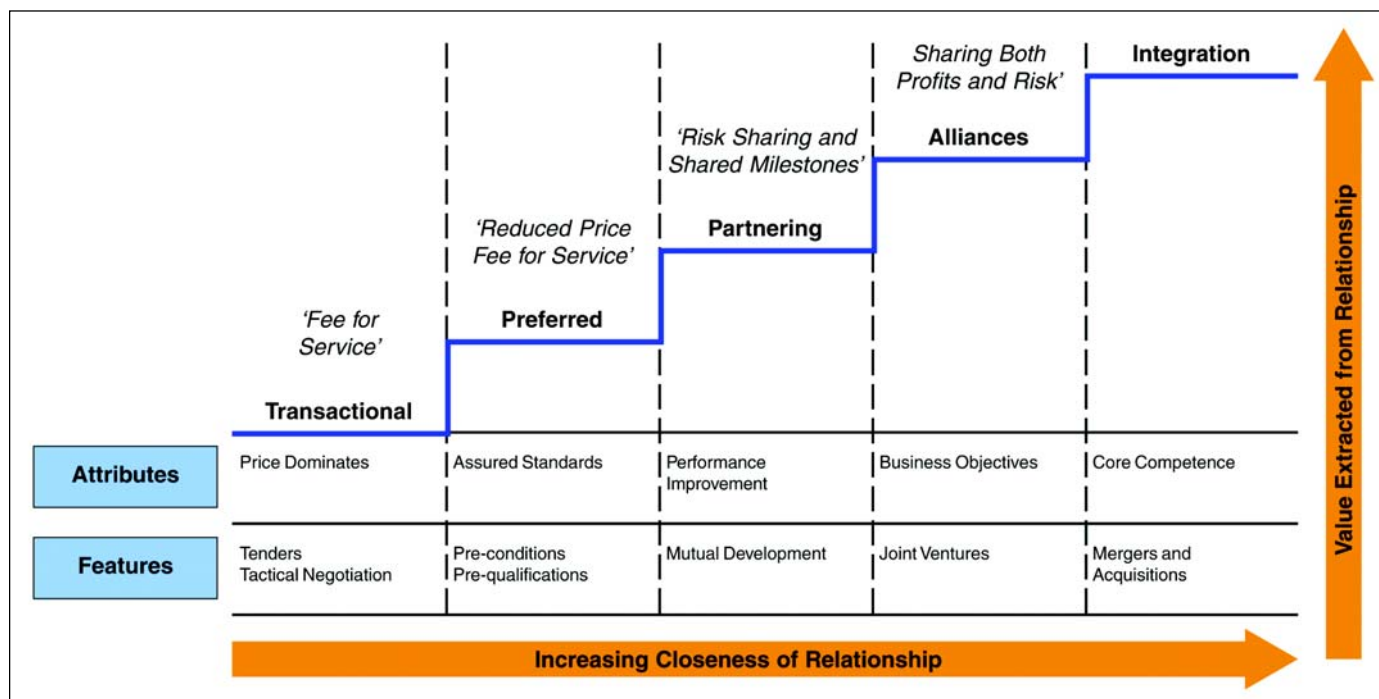 Sharing Both
Profits and Risk’
Integration
‘Risk Sharing and
Shared Milestones’
Alliances
‘Reduced Price
Fee for Service’
Partnering
‘Fee for
Service’
Preferred
Transactional
Attributes
Price Dominates
Assured Standards
Performance
Improvement
Business Objectives
Core Competence
Features
Tenders
Tactical Negotiation
Pre-conditions
Pre-qualifications
Mutual Development
Joint Ventures
Mergers and
Acquisitions
Increasing Closeness of Relationship
Value Extracted from Relationship